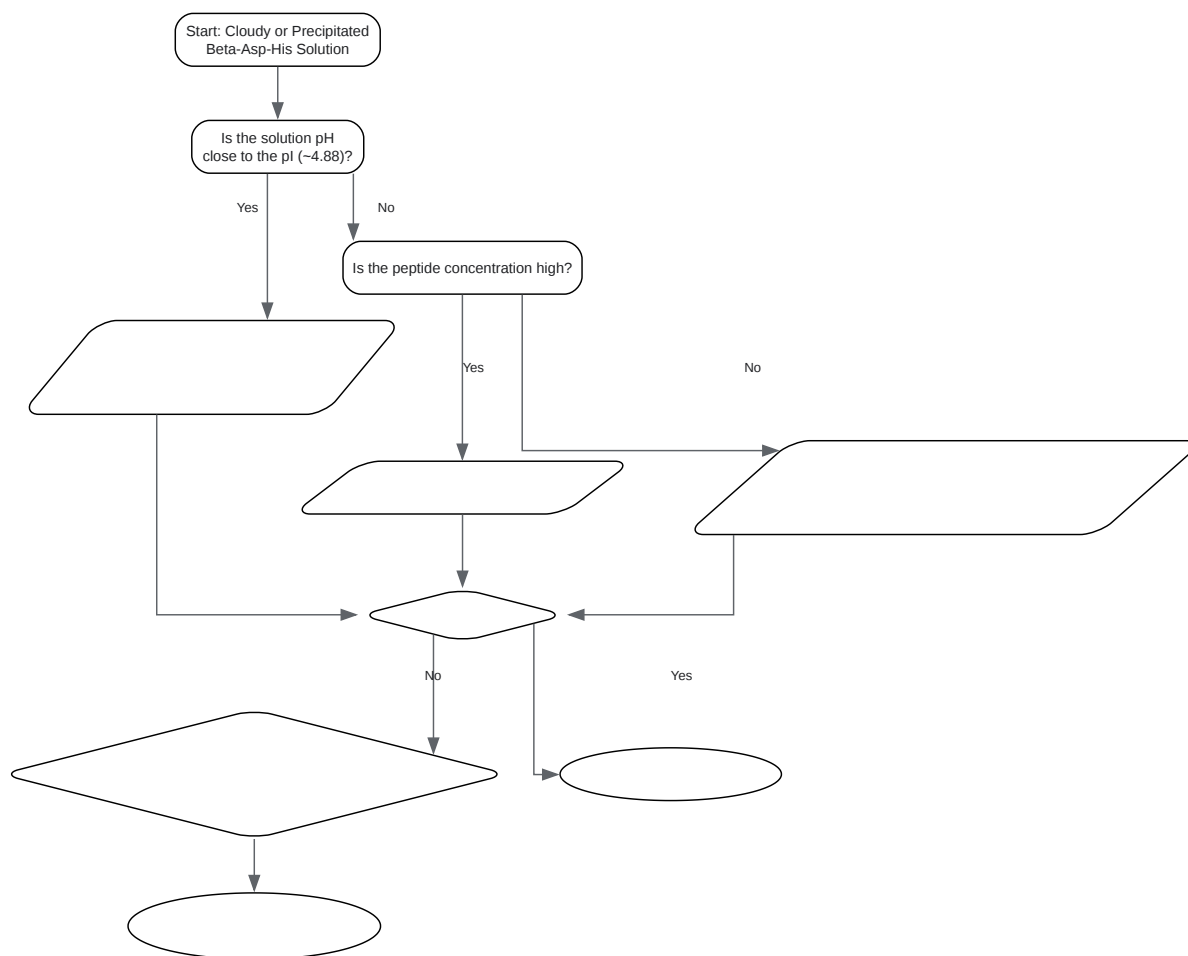 Start: Cloudy or Precipitated
Beta-Asp-His Solution
Is the solution pH
close to the pI (~4.88)?
Yes
No
Is the peptide concentration high?
Yes
No
No
Yes